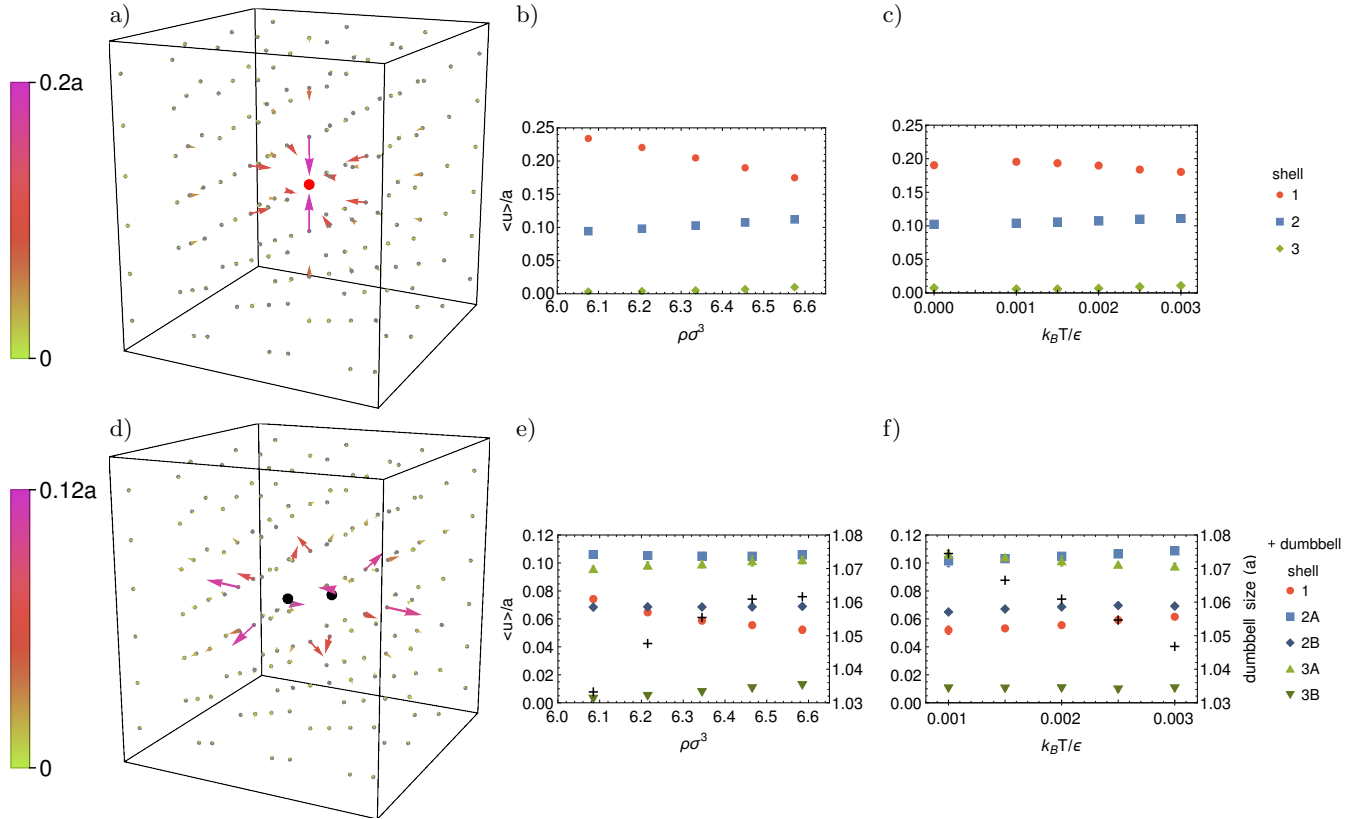 a)
0.2a
0
b)
<u>/a
0.25
0.20
0.15
0.10
0.05
0.00
6.0 6.1 6.2 6.3 6.4 6.5 6.6
ρσ³
c)
0.25
0.20
0.15
0.10
0.05
0.00
0.000 0.001 0.002 0.003
k_BT/ϵ
shell
1
2
3
d)
0.12a
0
e)
<u>/a
0.12
0.10
0.08
0.06
0.04
0.02
0.00
1.08
1.07
1.06
1.05
1.04
1.03
6.0 6.1 6.2 6.3 6.4 6.5 6.6
ρσ³
f)
0.12
0.10
0.08
0.06
0.04
0.02
0.00
1.08
1.07
1.06
1.05
1.04
1.03
dumbbell size (a)
0.001 0.002 0.003
k_BT/ϵ
+ dumbbell
shell
1
2A
2B
3A
3B